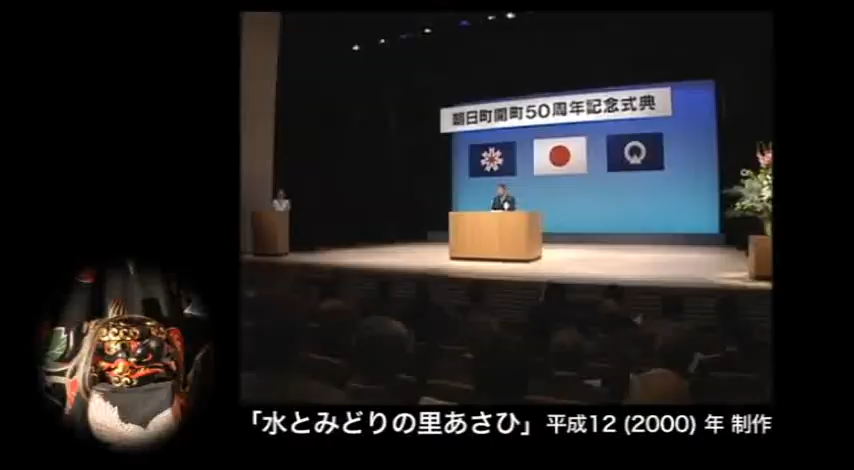 朝日町開町50周年記念式典
「水とみどりの里あさひ」 平成12 (2000) 年 制作